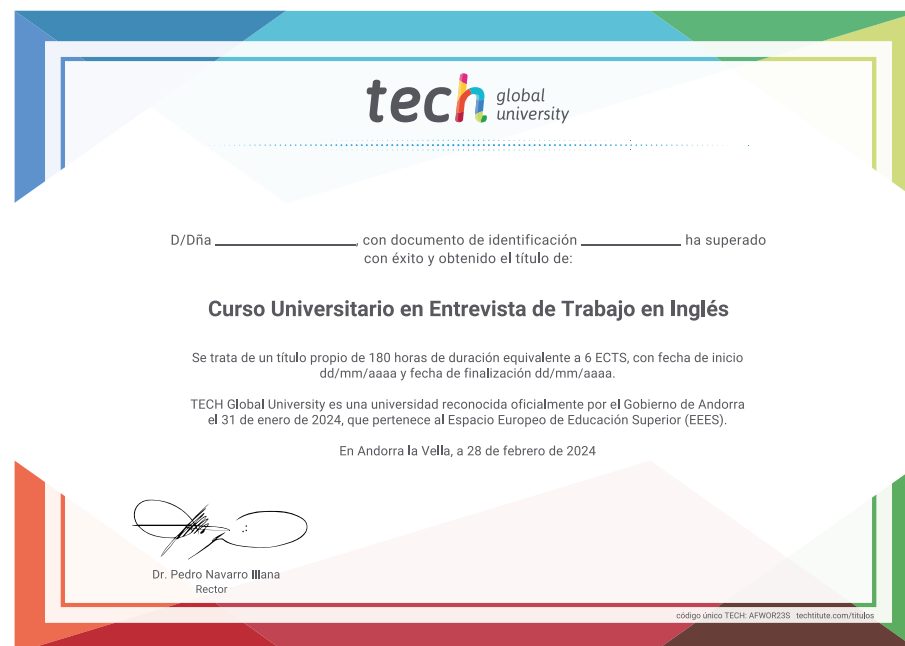 tech global university
D/Dña ________________, con documento de identificación ____________ ha superado
con éxito y obtenido el título de:
Curso Universitario en Entrevista de Trabajo en Inglés
Se trata de un título propio de 180 horas de duración equivalente a 6 ECTS, con fecha de inicio
dd/mm/aaaa y fecha de finalización dd/mm/aaaa.
TECH Global University es una universidad reconocida oficialmente por el Gobierno de Andorra
el 31 de enero de 2024, que pertenece al Espacio Europeo de Educación Superior (EEES).
En Andorra la Vella, a 28 de febrero de 2024
Dr. Pedro Navarro Illana
Rector
código único TECH: AFWOR23S techtitute.com/titulos